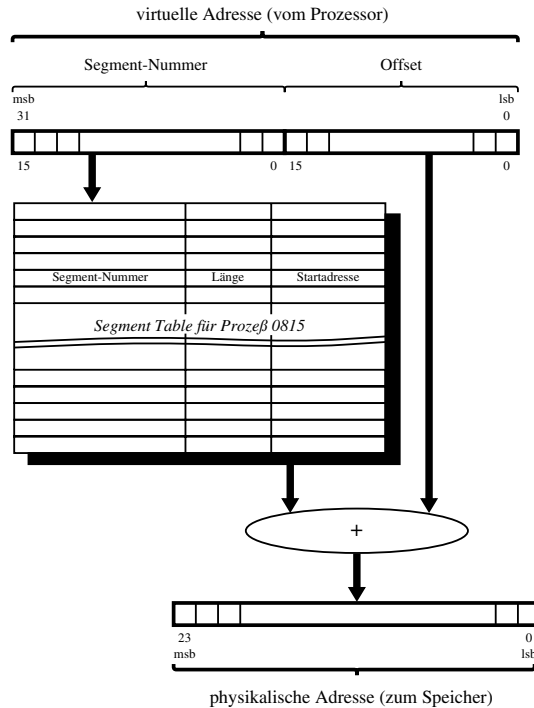 virtuelle Adresse (vom Prozessor)
Segment-Nummer Offset
msb lsb
31 0
15 0 15 0
Segment-Nummer Länge Startadresse
Segment Table für Prozeß 0815
+
23 0
msb lsb
physikalische Adresse (zum Speicher)